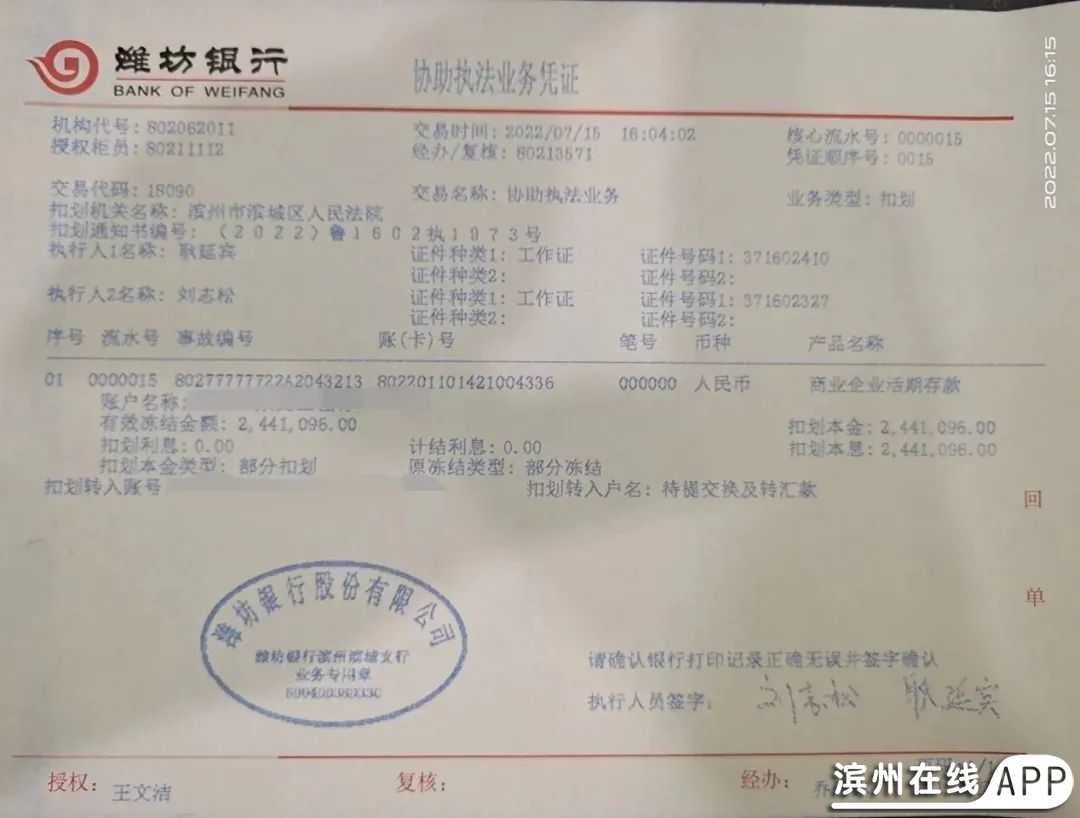 潍坊银行
BANK OF WEIFANG
协助执法业务凭证
2022.07.15 16:15
机构代号：802062011 交易时间：2022/07/15 16:04:02 核心流水号：0000015
授权柜员：80211112 经办/复核：80213571 凭证顺序号：0015
交易代码：18090 交易名称：协助执法业务 业务类型：扣划
扣划机关名称：滨州市滨城区人民法院
扣划通知书编号：（2022）鲁1602执1973号
执行人1名称：耿延宾 证件种类1：工作证 证件号码1：371602410
证件种类2： 证件号码2：
执行人2名称：刘志松 证件种类1：工作证 证件号码1：371602327
证件种类2： 证件号码2：
序号 流水号 事故编号 账(卡)号 笔号 币种 产品名称
01 0000015 80277777722A2043213 802201101421004336 000000 人民币 商业企业活期存款
账户名称：
有效冻结金额：2,441,096.00 扣划本金：2,441,096.00
扣划利息：0.00 计结利息：0.00 扣划本息：2,441,096.00
扣划本金类型：部分扣划 原冻结类型：部分冻结
扣划转入账号 扣划转入户名：待提交换及转汇款
回单
潍坊银行股份有限公司
潍坊银行滨州滨城支行
业务专用章
请确认银行打印记录正确无误并签字确认
执行人员签字： 刘志松 耿延宾
授权：王文洁 复核： 经办：乔
滨州在线 APP